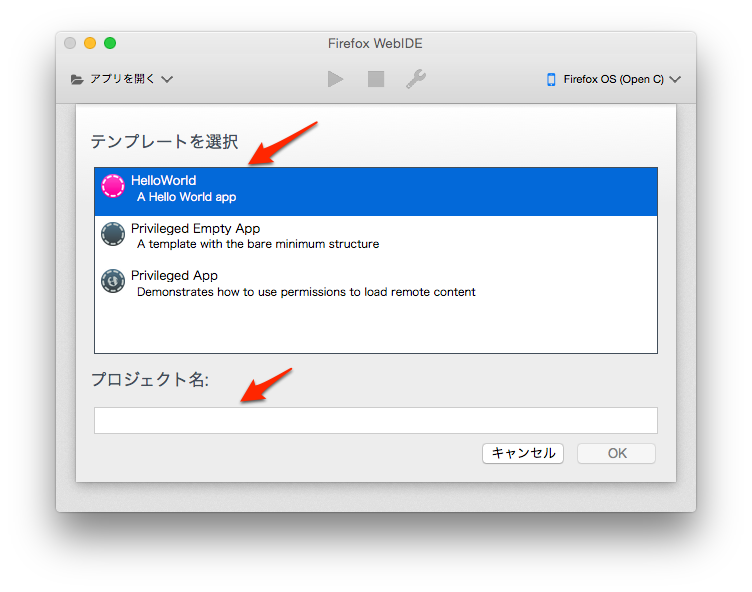 Firefox WebIDE
アプリを開く
Firefox OS (Open C)
テンプレートを選択
HelloWorld
A Hello World app
Privileged Empty App
A template with the bare minimum structure
Privileged App
Demonstrates how to use permissions to load remote content
プロジェクト名:
キャンセル
OK